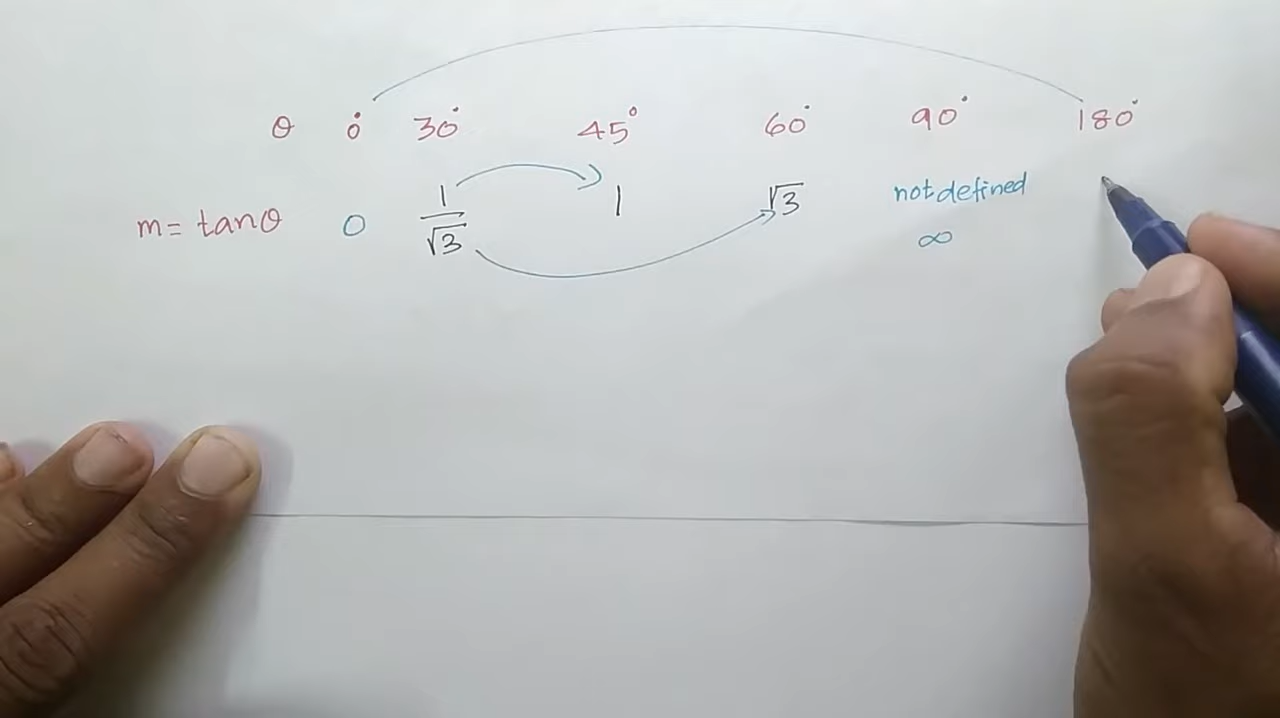 θ 0° 30° 45° 60° 90° 180°
m = tanθ 0 1/√3 1 √3 not defined
∞